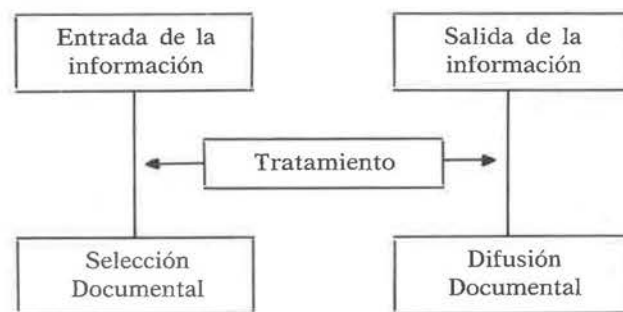 Entrada de la
información
Salida de la
información
Tratamiento
Selección
Documental
Difusión
Documental